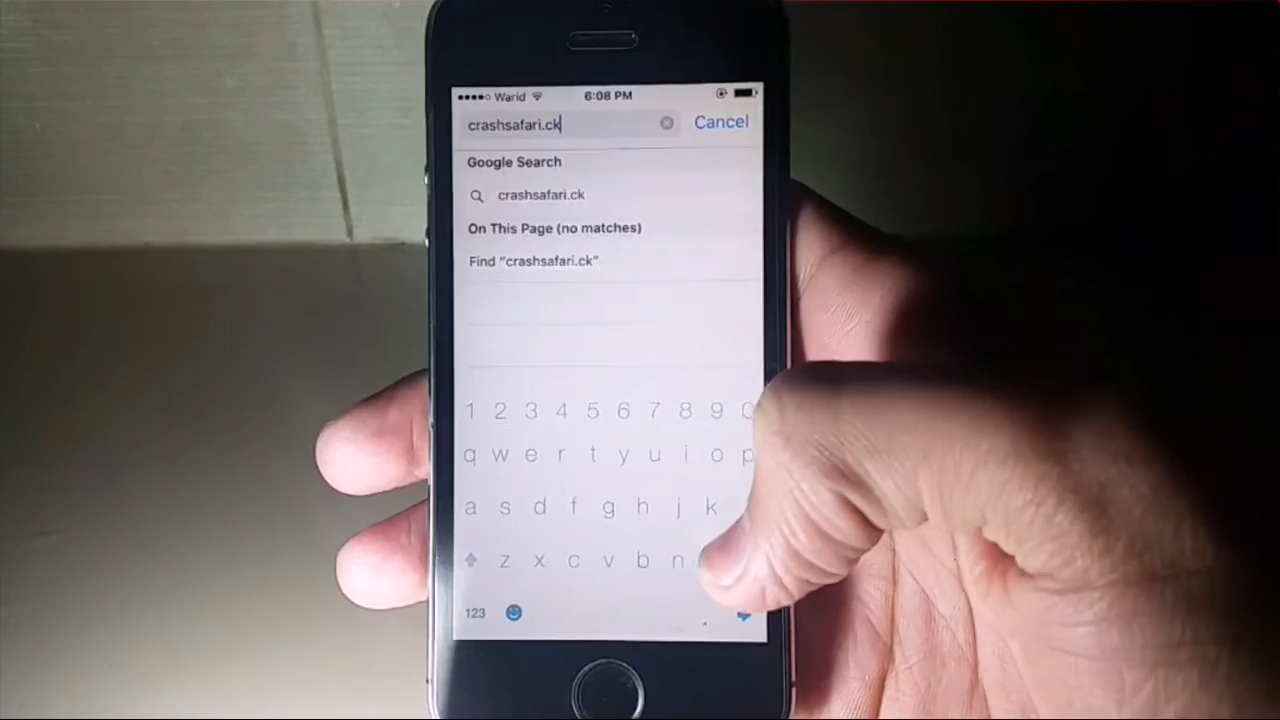 Warid 6:08 PM
crashsafari.ck Cancel
Google Search
crashsafari.ck
On This Page (no matches)
Find “crashsafari.ck”
1 2 3 4 5 6 7 8 9 0
q w e r t y u i o p
a s d f g h j k
z x c v b n
123 .